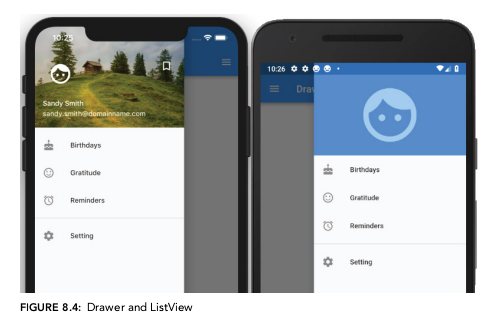 10:25
Sandy Smith
sandy.smith@domainname.com
Birthdays
Gratitude
Reminders
Setting
10:26
Draw
Birthdays
Gratitude
Reminders
Setting
FIGURE 8.4: Drawer and ListView